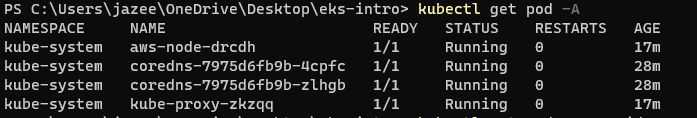 PS C:\Users\jazee\OneDrive\Desktop\eks-intro> kubectl get pod -A
NAMESPACE NAME READY STATUS RESTARTS AGE
kube-system aws-node-drcdh 1/1 Running 0 17m
kube-system coredns-7975d6fb9b-4cpfc 1/1 Running 0 28m
kube-system coredns-7975d6fb9b-zlhgb 1/1 Running 0 28m
kube-system kube-proxy-zkzqq 1/1 Running 0 17m